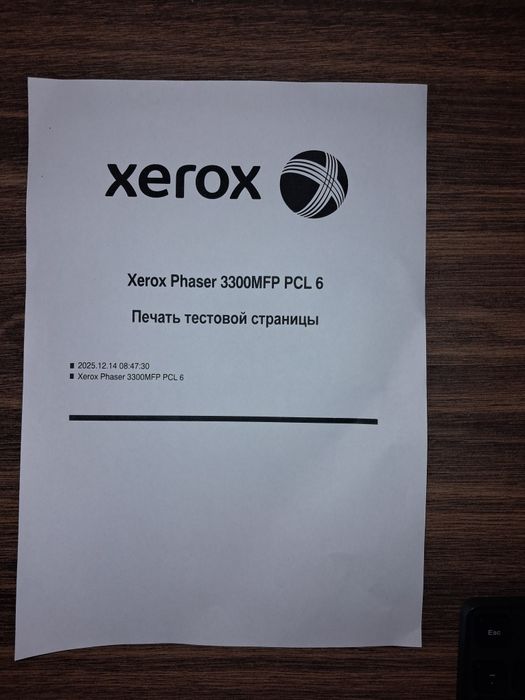 xerox
Xerox Phaser 3300MFP PCL 6
Печать тестовой страницы
2025.12.14 08:47:30
Xerox Phaser 3300MFP PCL 6
Esc